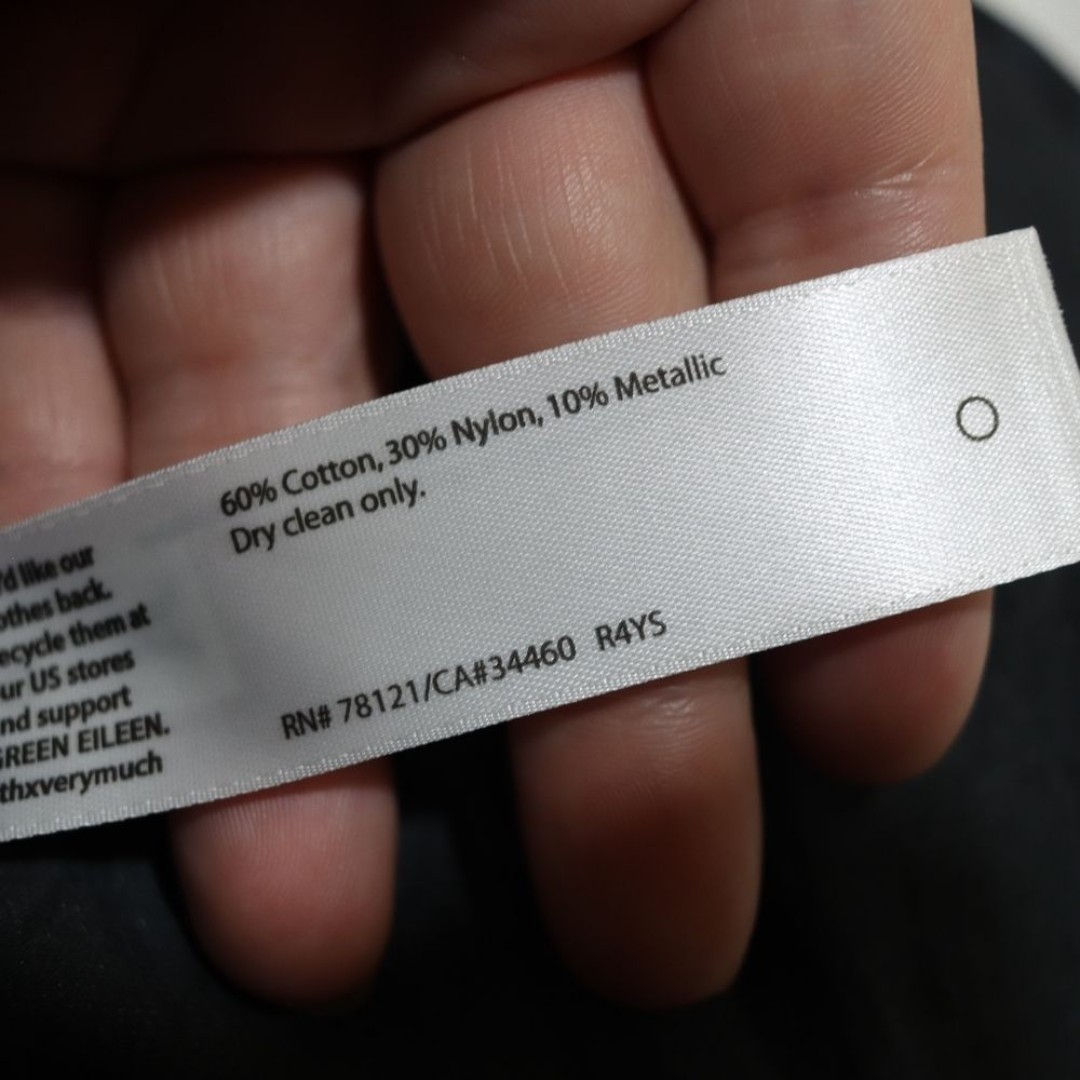 60% Cotton, 30% Nylon, 10% Metallic
Dry clean only.
RN# 78121/CA#34460 R4YS
'd like our
othes back.
ecycle them at
ur US stores
nd support
GREEN EILEEN.
thxverymuch